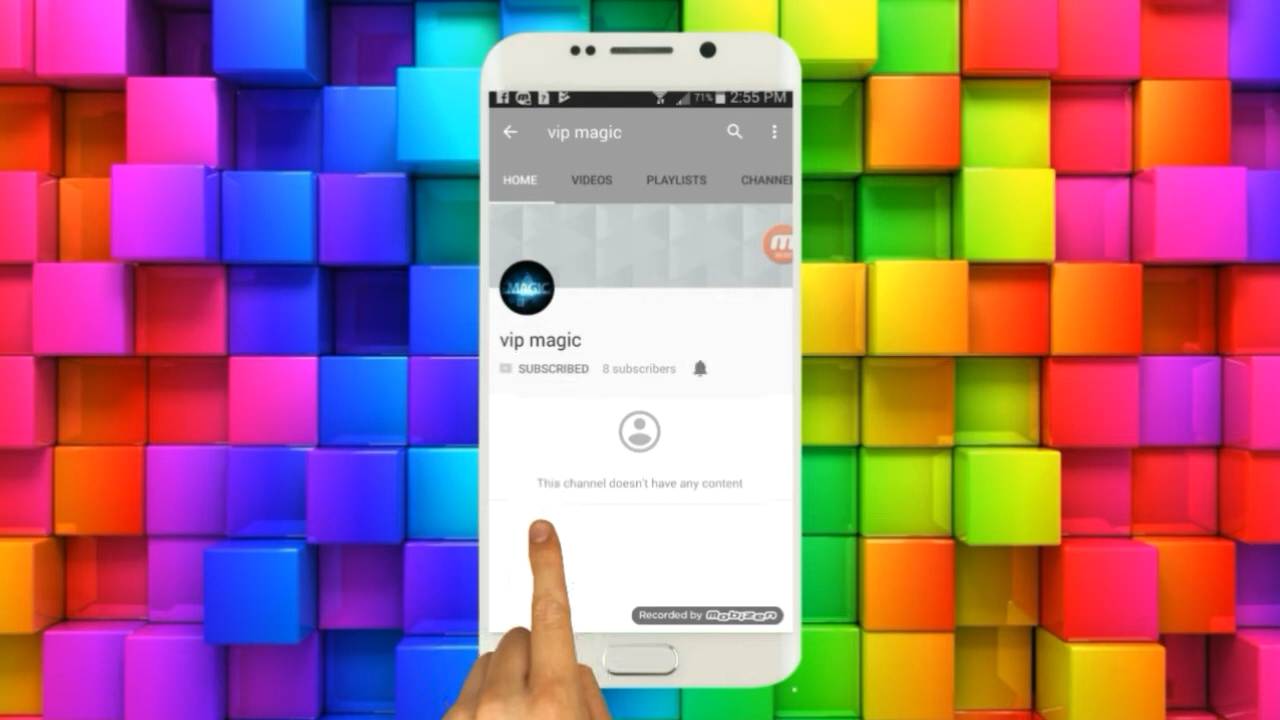 71% 2:55 PM
vip magic
HOME VIDEOS PLAYLISTS CHANNEL
MAGIC
vip magic
SUBSCRIBED 8 subscribers
This channel doesn't have any content
Recorded by mobizen